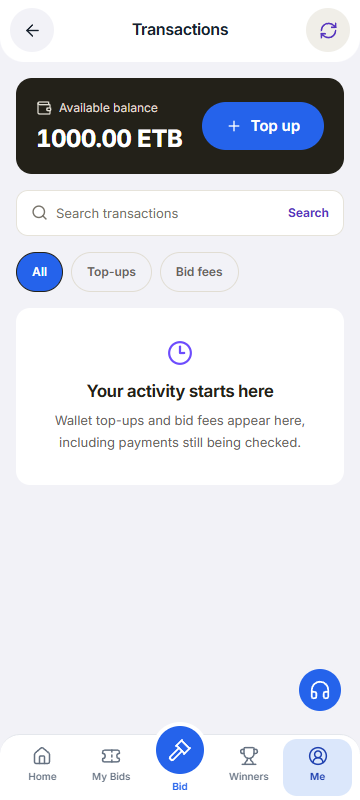 Transactions
Available balance
1000.00 ETB
Top up
Search transactions
Search
All
Top-ups
Bid fees
Your activity starts here
Wallet top-ups and bid fees appear here,
including payments still being checked.
Home
My Bids
Bid
Winners
Me